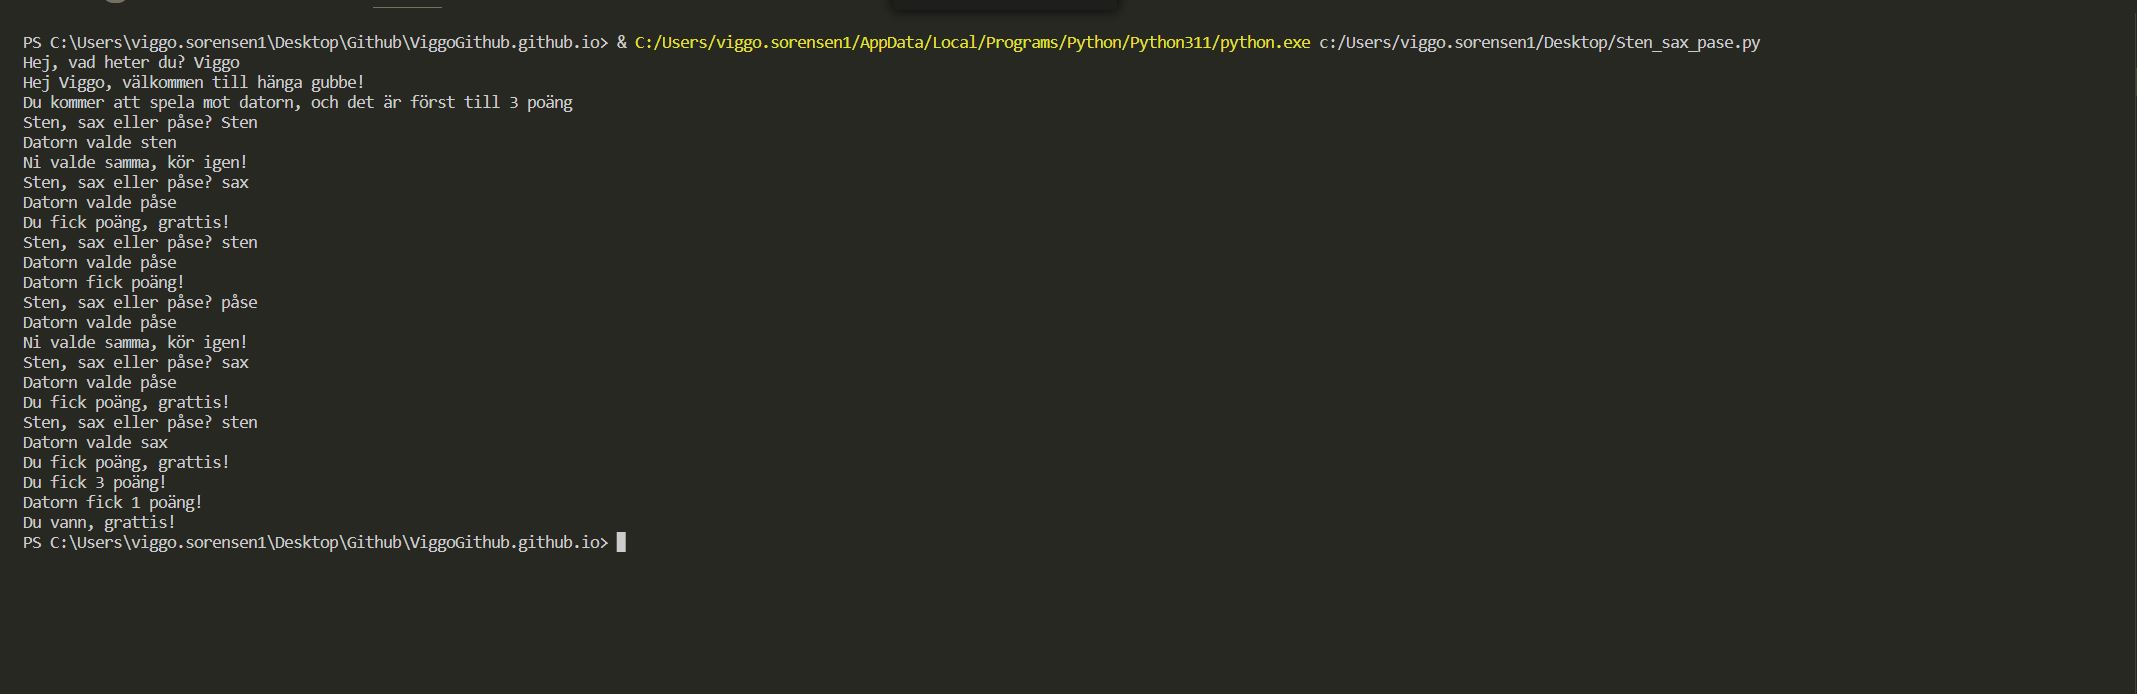 PS C:\Users\viggo.sorensen1\Desktop\Github\ViggoGithub.github.io> & C:/Users/viggo.sorensen1/AppData/Local/Programs/Python/Python311/python.exe c:/Users/viggo.sorensen1/Desktop/Sten_sax_pase.py
Hej, vad heter du? Viggo
Hej Viggo, välkommen till hänga gubbe!
Du kommer att spela mot datorn, och det är först till 3 poäng
Sten, sax eller påse? Sten
Datorn valde sten
Ni valde samma, kör igen!
Sten, sax eller påse? sax
Datorn valde påse
Du fick poäng, grattis!
Sten, sax eller påse? sten
Datorn valde påse
Datorn fick poäng!
Sten, sax eller påse? påse
Datorn valde påse
Ni valde samma, kör igen!
Sten, sax eller påse? sax
Datorn valde påse
Du fick poäng, grattis!
Sten, sax eller påse? sten
Datorn valde sax
Du fick poäng, grattis!
Du fick 3 poäng!
Datorn fick 1 poäng!
Du vann, grattis!
PS C:\Users\viggo.sorensen1\Desktop\Github\ViggoGithub.github.io>